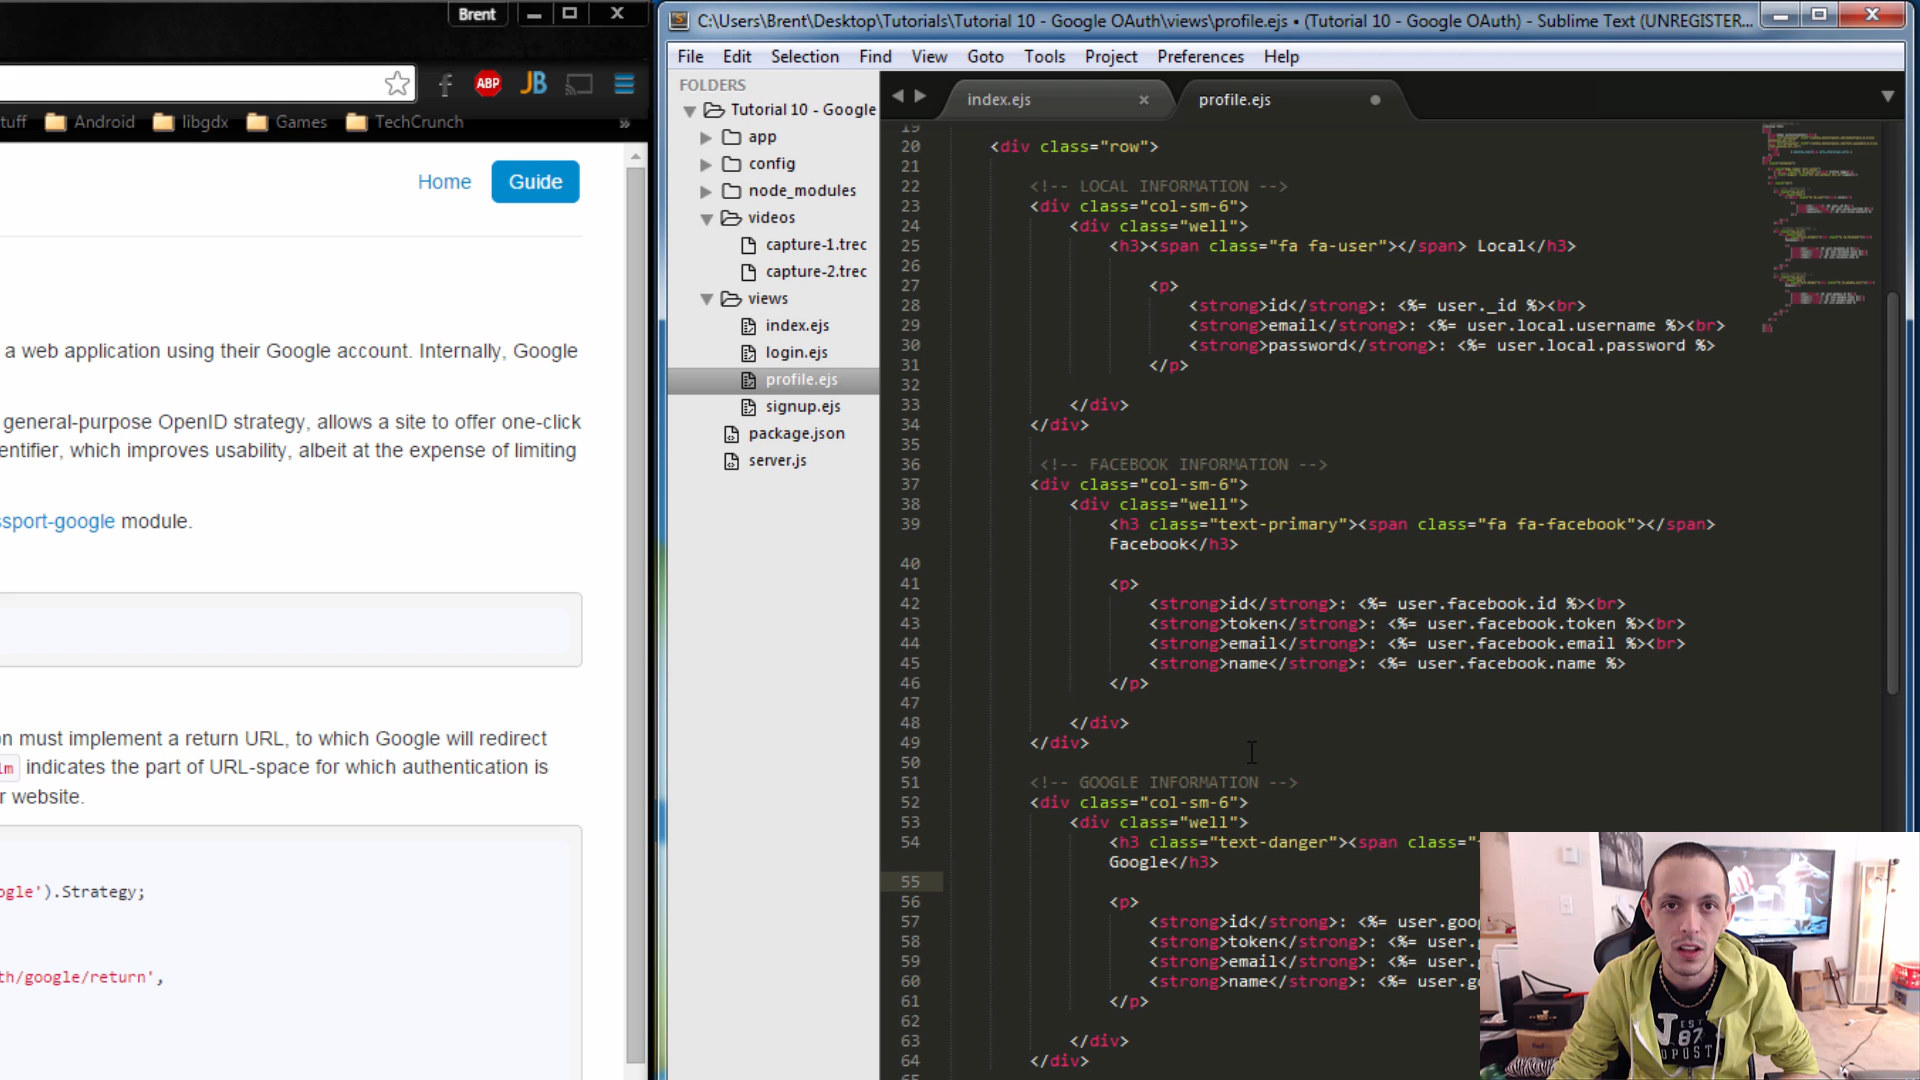 Brent
ABP
JB
tuff
Android
libgdx
Games
TechCrunch
»
Home
Guide
a web application using their Google account. Internally, Google
general-purpose OpenID strategy, allows a site to offer one-click
entifier, which improves usability, albeit at the expense of limiting
ssport-google module.
on must implement a return URL, to which Google will redirect
lm indicates the part of URL-space for which authentication is
r website.
ogle').Strategy;
th/google/return',
C:\Users\Brent\Desktop\Tutorials\Tutorial 10 - Google OAuth\views\profile.ejs • (Tutorial 10 - Google OAuth) - Sublime Text (UNREGISTER...
File Edit Selection Find View Goto Tools Project Preferences Help
FOLDERS
Tutorial 10 - Google
app
config
node_modules
videos
capture-1.trec
capture-2.trec
views
index.ejs
login.ejs
profile.ejs
signup.ejs
package.json
server.js
index.ejs
profile.ejs
19
20 <div class="row">
21
22 <!-- LOCAL INFORMATION -->
23 <div class="col-sm-6">
24 <div class="well">
25 <h3><span class="fa fa-user"></span> Local</h3>
26
27 <p>
28 <strong>id</strong>: <%= user._id %><br>
29 <strong>email</strong>: <%= user.local.username %><br>
30 <strong>password</strong>: <%= user.local.password %>
31 </p>
32
33 </div>
34 </div>
35
36 <!-- FACEBOOK INFORMATION -->
37 <div class="col-sm-6">
38 <div class="well">
39 <h3 class="text-primary"><span class="fa fa-facebook"></span>
Facebook</h3>
40
41 <p>
42 <strong>id</strong>: <%= user.facebook.id %><br>
43 <strong>token</strong>: <%= user.facebook.token %><br>
44 <strong>email</strong>: <%= user.facebook.email %><br>
45 <strong>name</strong>: <%= user.facebook.name %>
46 </p>
47
48 </div>
49 </div>
50
51 <!-- GOOGLE INFORMATION -->
52 <div class="col-sm-6">
53 <div class="well">
54 <h3 class="text-danger"><span class=
Google</h3>
55
56 <p>
57 <strong>id</strong>: <%= user.goo
58 <strong>token</strong>: <%= user.
59 <strong>email</strong>: <%= user.
60 <strong>name</strong>: <%= user.g
61 </p>
62
63 </div>
64 </div>
EST
87